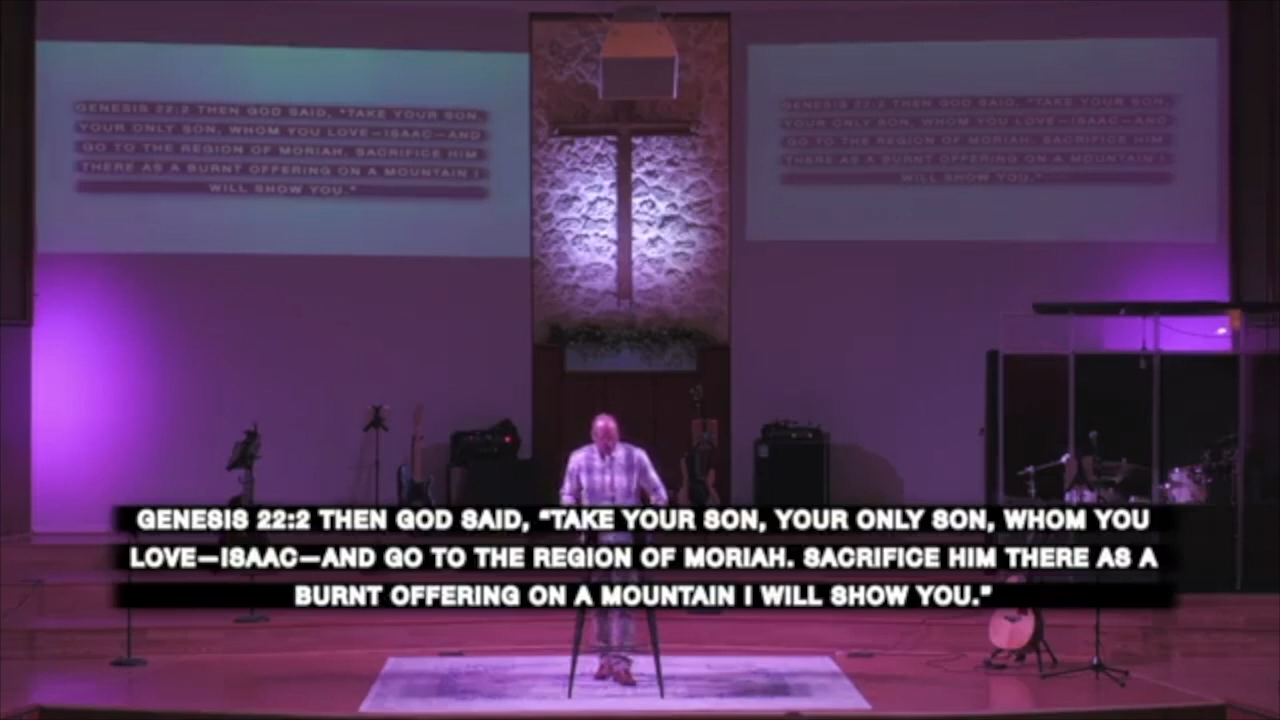 GENESIS 22:2 THEN GOD SAID, "TAKE YOUR SON,
YOUR ONLY SON, WHOM YOU LOVE—ISAAC—AND
GO TO THE REGION OF MORIAH. SACRIFICE HIM
THERE AS A BURNT OFFERING ON A MOUNTAIN I
WILL SHOW YOU."
GENESIS 22:2 THEN GOD SAID, "TAKE YOUR SON,
YOUR ONLY SON, WHOM YOU LOVE—ISAAC—AND
GO TO THE REGION OF MORIAH. SACRIFICE HIM
THERE AS A BURNT OFFERING ON A MOUNTAIN I
WILL SHOW YOU."
GENESIS 22:2 THEN GOD SAID, “TAKE YOUR SON, YOUR ONLY SON, WHOM YOU
LOVE—ISAAC—AND GO TO THE REGION OF MORIAH. SACRIFICE HIM THERE AS A
BURNT OFFERING ON A MOUNTAIN I WILL SHOW YOU.”